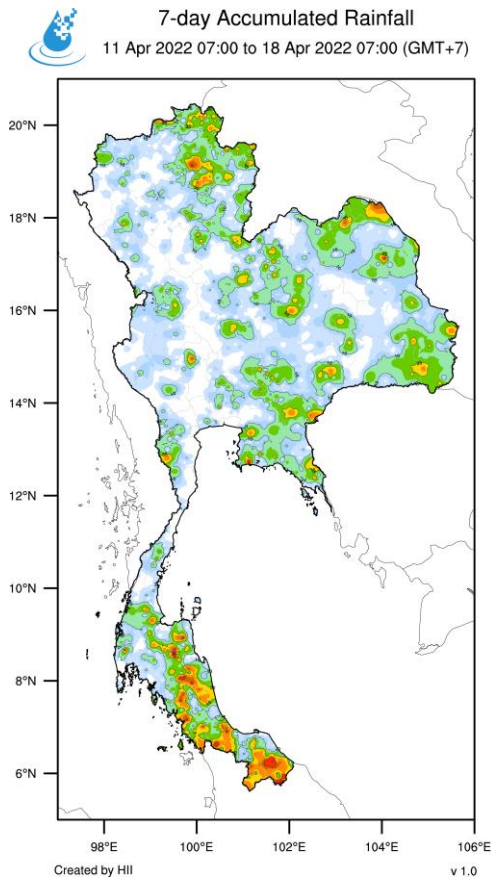 7-day Accumulated Rainfall
11 Apr 2022 07:00 to 18 Apr 2022 07:00 (GMT+7)
20°N
18°N
16°N
14°N
12°N
10°N
8°N
6°N
98°E 100°E 102°E 104°E 106°E
Created by HII v 1.0